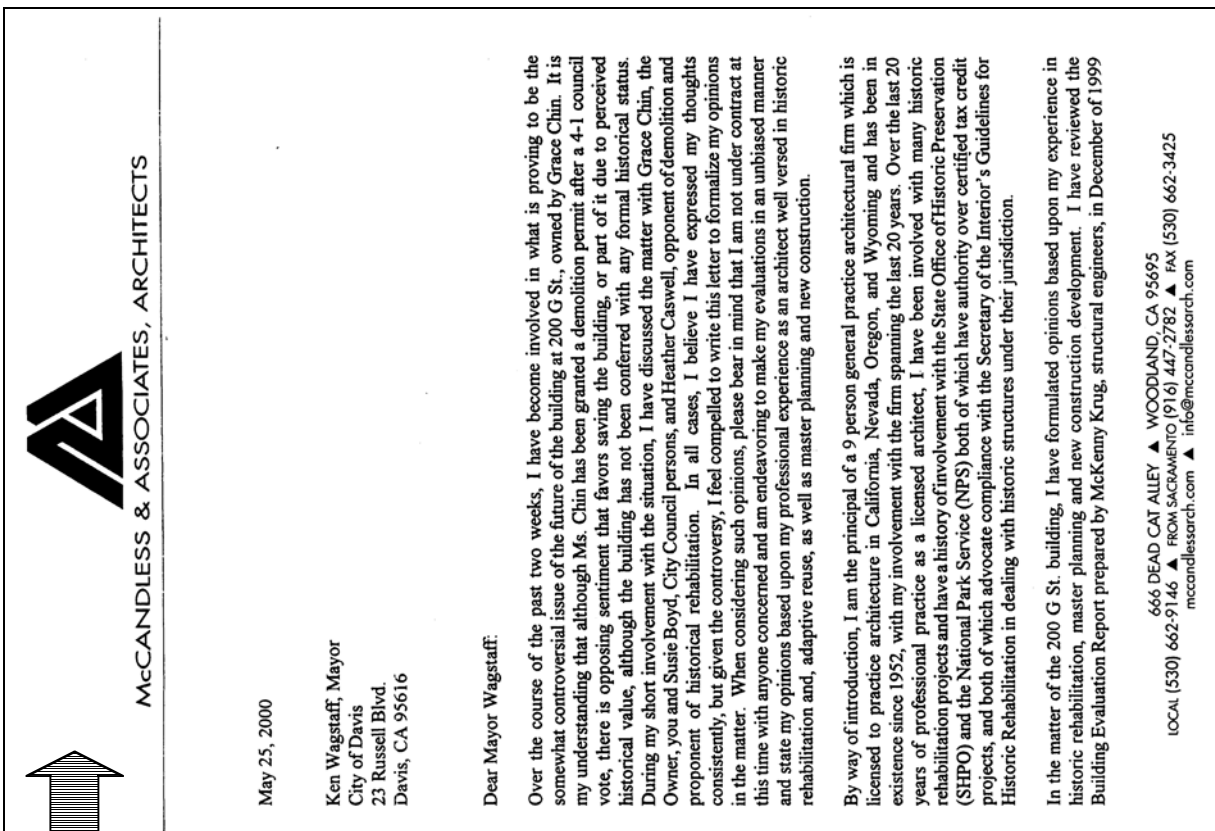 McCANDLESS & ASSOCIATES, ARCHITECTS
May 25, 2000
Ken Wagstaff, Mayor
City of Davis
23 Russell Blvd.
Davis, CA 95616
Dear Mayor Wagstaff:
Over the course of the past two weeks, I have become involved in what is proving to be the
somewhat controversial issue of the future of the building at 200 G St., owned by Grace Chin. It is
my understanding that although Ms. Chin has been granted a demolition permit after a 4-1 council
vote, there is opposing sentiment that favors saving the building, or part of it due to perceived
historical value, although the building has not been conferred with any formal historical status.
During my short involvement with the situation, I have discussed the matter with Grace Chin, the
Owner, you and Susie Boyd, City Council persons, and Heather Caswell, opponent of demolition and
proponent of historical rehabilitation. In all cases, I believe I have expressed my thoughts
consistently, but given the controversy, I feel compelled to write this letter to formalize my opinions
in the matter. When considering such opinions, please bear in mind that I am not under contract at
this time with anyone concerned and am endeavoring to make my evaluations in an unbiased manner
and state my opinions based upon my professional experience as an architect well versed in historic
rehabilitation and, adaptive reuse, as well as master planning and new construction.
By way of introduction, I am the principal of a 9 person general practice architectural firm which is
licensed to practice architecture in California, Nevada, Oregon, and Wyoming and has been in
existence since 1952, with my involvement with the firm spanning the last 20 years. Over the last 20
years of professional practice as a licensed architect, I have been involved with many historic
rehabilitation projects and have a history of involvement with the State Office of Historic Preservation
(SHPO) and the National Park Service (NPS) both of which have authority over certified tax credit
projects, and both of which advocate compliance with the Secretary of the Interior's Guidelines for
Historic Rehabilitation in dealing with historic structures under their jurisdiction.
In the matter of the 200 G St. building, I have formulated opinions based upon my experience in
historic rehabilitation, master planning and new construction development. I have reviewed the
Building Evaluation Report prepared by McKenny Krug, structural engineers, in December of 1999
666 DEAD CAT ALLEY ▲ WOODLAND, CA 95695
LOCAL (530) 662-9146 ▲ FROM SACRAMENTO (916) 447-2782 ▲ FAX (530) 662-3425
mccandlessarch.com ▲ info@mccandlessarch.com